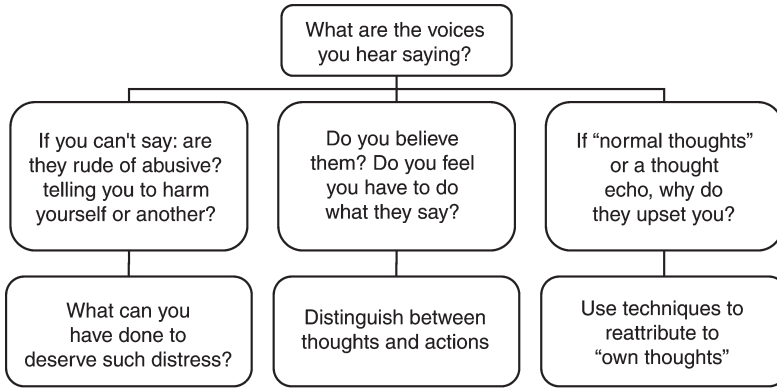 What are the voices
you hear saying?
If you can't say: are
they rude of abusive?
telling you to harm
yourself or another?
Do you believe
them? Do you feel
you have to do
what they say?
If “normal thoughts”
or a thought
echo, why do
they upset you?
What can you
have done to
deserve such distress?
Distinguish between
thoughts and actions
Use techniques to
reattribute to
“own thoughts”